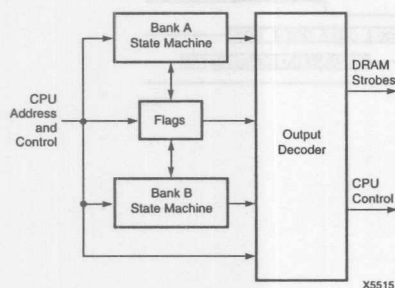 Bank A
State Machine
DRAM
Strobes
CPU
Address
and
Control
Flags
Output
Decoder
Bank B
State Machine
CPU
Control
X5515